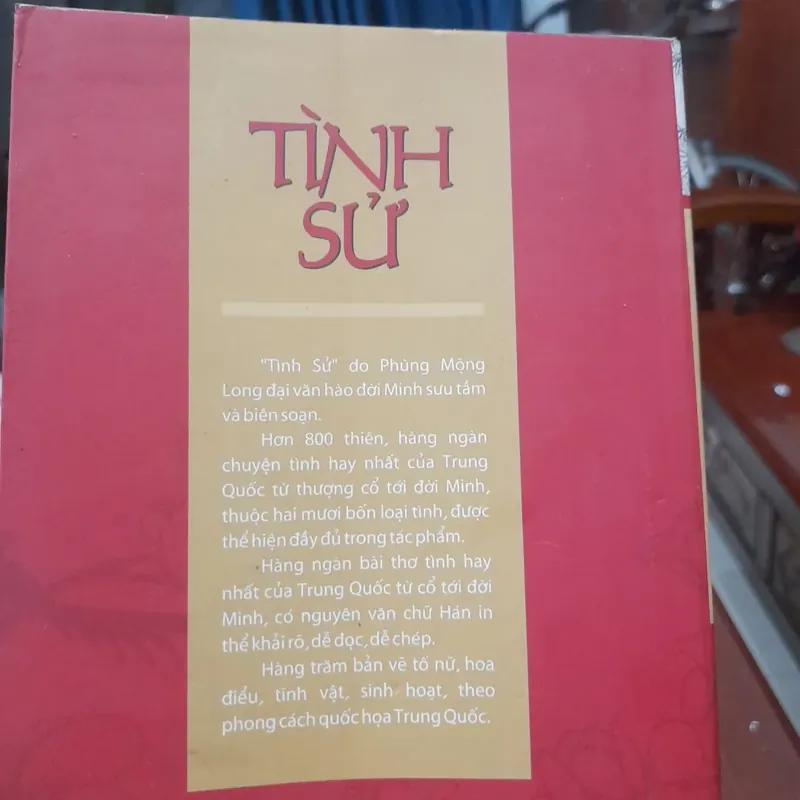 TÌNH
SỬ
"Tình Sử" do Phùng Mộng
Long đại văn hào đời Minh sưu tầm
và biên soạn.
Hơn 800 thiên, hàng ngàn
chuyện tình hay nhất của Trung
Quốc từ thượng cổ tới đời Minh,
thuộc hai mươi bốn loại tình, được
thể hiện đầy đủ trong tác phẩm.
Hàng ngàn bài thơ tình hay
nhất của Trung Quốc từ cổ tới đời
Minh, có nguyên văn chữ Hán in
thể khải rõ, dễ đọc, dễ chép.
Hàng trăm bản vẽ tố nữ, hoa
điểu, tĩnh vật, sinh hoạt, theo
phong cách quốc họa Trung Quốc.